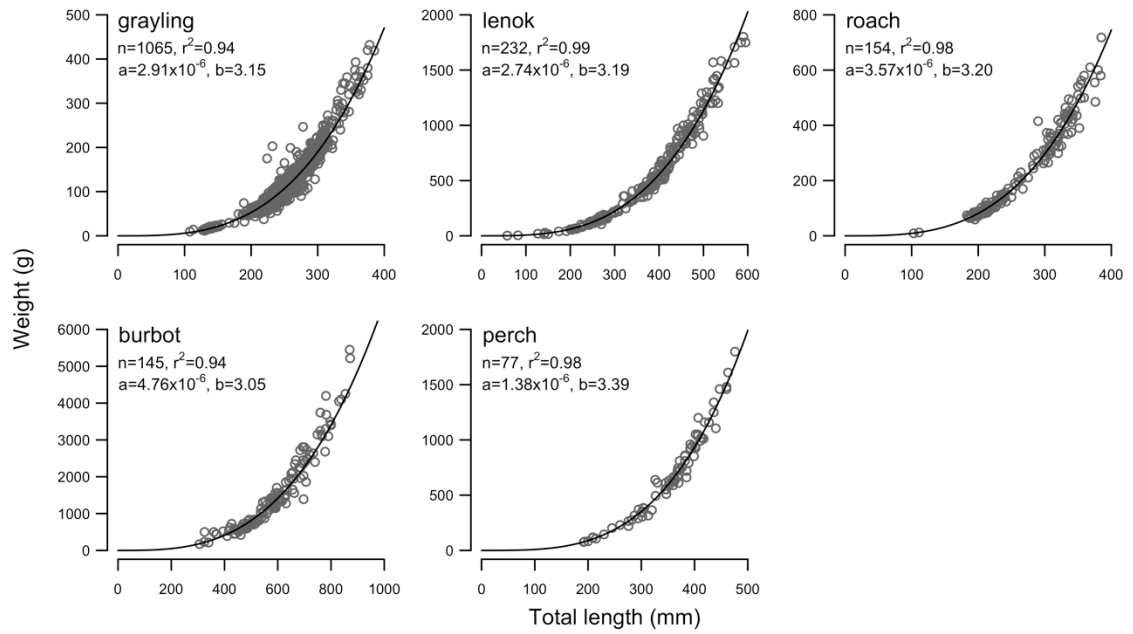 grayling
n=1065, r²=0.94
a=2.91x10⁻⁶, b=3.15
500
400
300
200
100
0
0 100 200 300 400
lenok
n=232, r²=0.99
a=2.74x10⁻⁶, b=3.19
2000
1500
1000
500
0
0 100 200 300 400 500 600
roach
n=154, r²=0.98
a=3.57x10⁻⁶, b=3.20
800
600
400
200
0
0 100 200 300 400
Weight (g)
burbot
n=145, r²=0.94
a=4.76x10⁻⁶, b=3.05
6000
5000
4000
3000
2000
1000
0
0 200 400 600 800 1000
perch
n=77, r²=0.98
a=1.38x10⁻⁶, b=3.39
2000
1500
1000
500
0
0 100 200 300 400 500
Total length (mm)